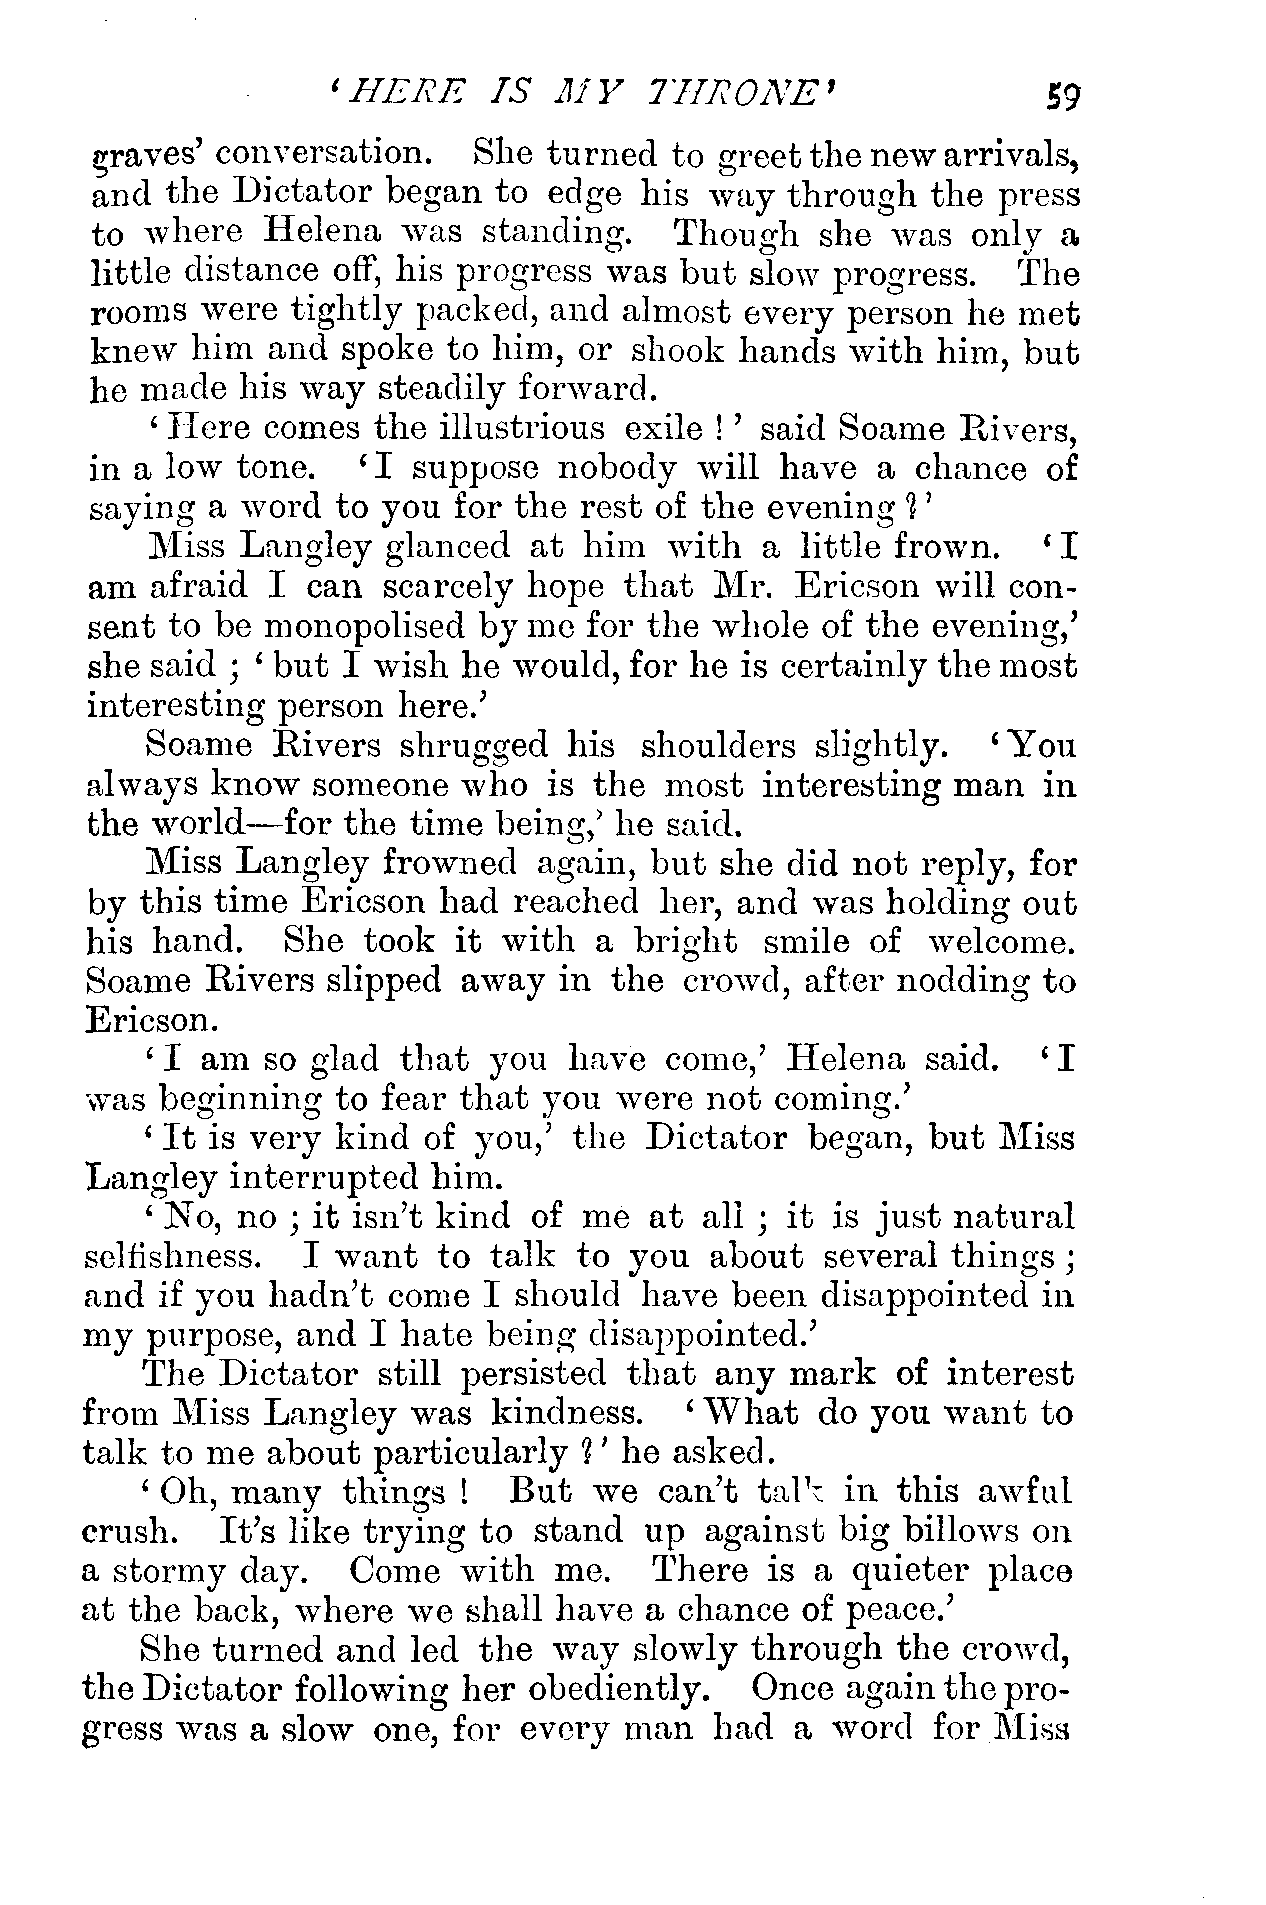 'HERE IS MY THRONE' 59
graves' conversation. She turned to greet the new arrivals,
and the Dictator began to edge his way through the press
to where Helena was standing. Though she was only a
little distance off, his progress was but slow progress. The
rooms were tightly packed, and almost every person he met
knew him and spoke to him, or shook hands with him, but
he made his way steadily forward.
'Here comes the illustrious exile!' said Soame Rivers,
in a low tone. 'I suppose nobody will have a chance of
saying a word to you for the rest of the evening?'
Miss Langley glanced at him with a little frown. 'I
am afraid I can scarcely hope that Mr. Ericson will con-
sent to be monopolised by me for the whole of the evening,'
she said; 'but I wish he would, for he is certainly the most
interesting person here.'
Soame Rivers shrugged his shoulders slightly. 'You
always know someone who is the most interesting man in
the world—for the time being,' he said.
Miss Langley frowned again, but she did not reply, for
by this time Ericson had reached her, and was holding out
his hand. She took it with a bright smile of welcome.
Soame Rivers slipped away in the crowd, after nodding to
Ericson.
'I am so glad that you have come,' Helena said. 'I
was beginning to fear that you were not coming.'
'It is very kind of you,' the Dictator began, but Miss
Langley interrupted him.
'No, no; it isn't kind of me at all; it is just natural
selfishness. I want to talk to you about several things;
and if you hadn't come I should have been disappointed in
my purpose, and I hate being disappointed.'
The Dictator still persisted that any mark of interest
from Miss Langley was kindness. 'What do you want to
talk to me about particularly?' he asked.
'Oh, many things! But we can't talk in this awful
crush. It's like trying to stand up against big billows on
a stormy day. Come with me. There is a quieter place
at the back, where we shall have a chance of peace.'
She turned and led the way slowly through the crowd,
the Dictator following her obediently. Once again the pro-
gress was a slow one, for every man had a word for Miss